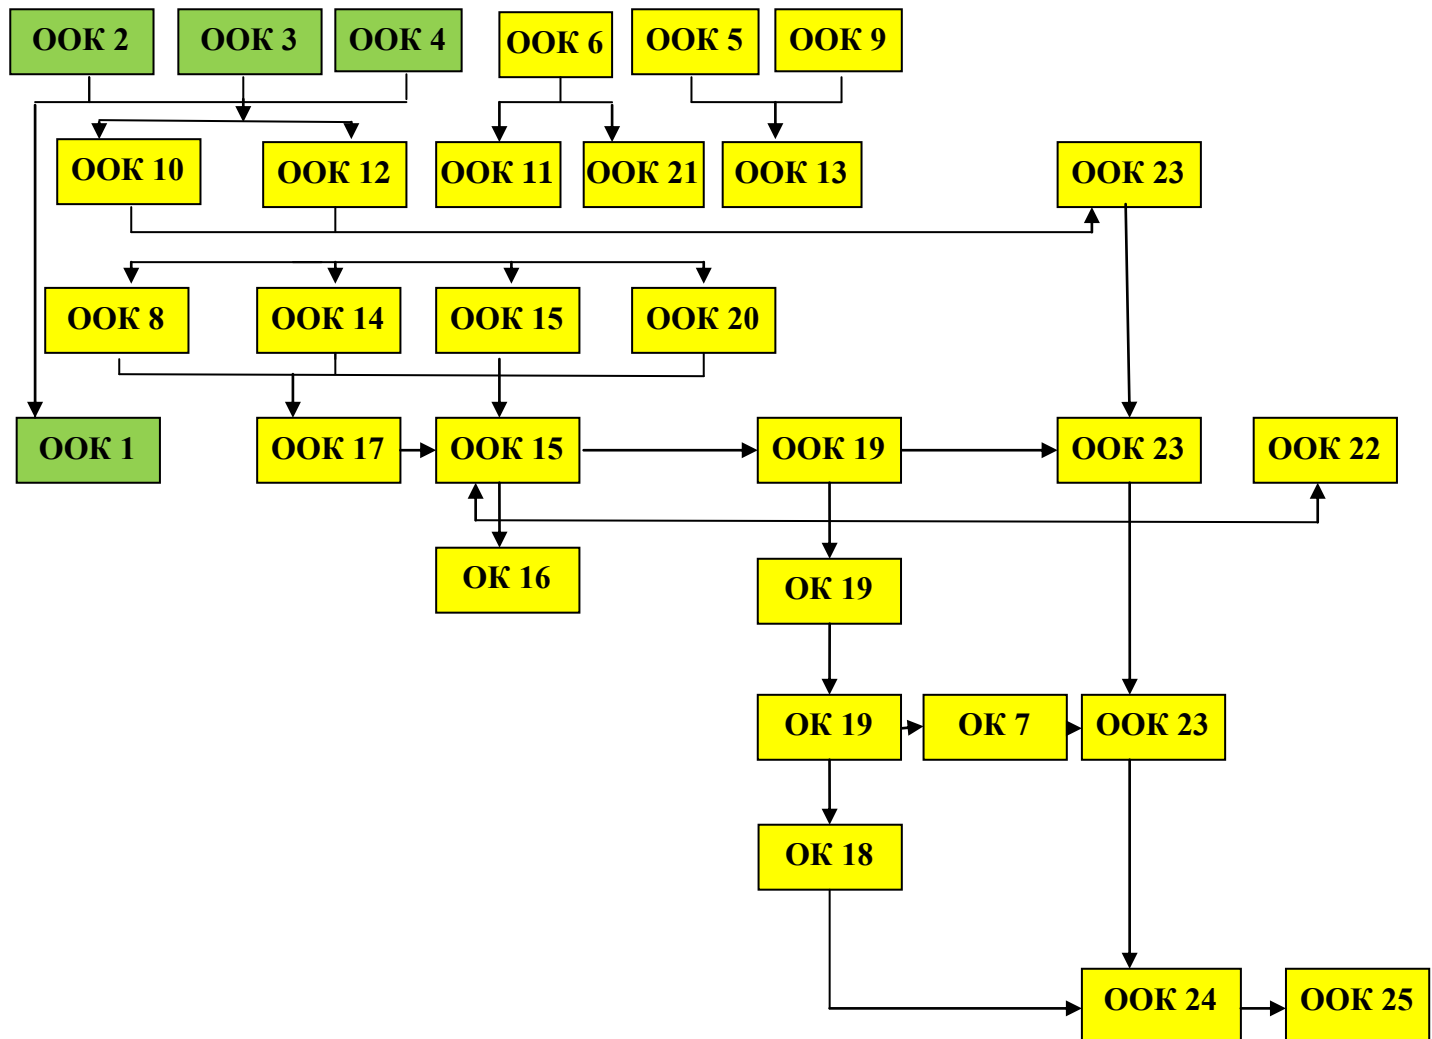 ООК 2
ООК 3
ООК 4
ООК 6
ООК 5
ООК 9
ООК 10
ООК 12
ООК 11
ООК 21
ООК 13
ООК 23
ООК 8
ООК 14
ООК 15
ООК 20
ООК 1
ООК 17
ООК 15
ООК 19
ООК 23
ООК 22
ОК 16
ОК 19
ОК 19
ОК 7
ООК 23
ОК 18
ООК 24
ООК 25